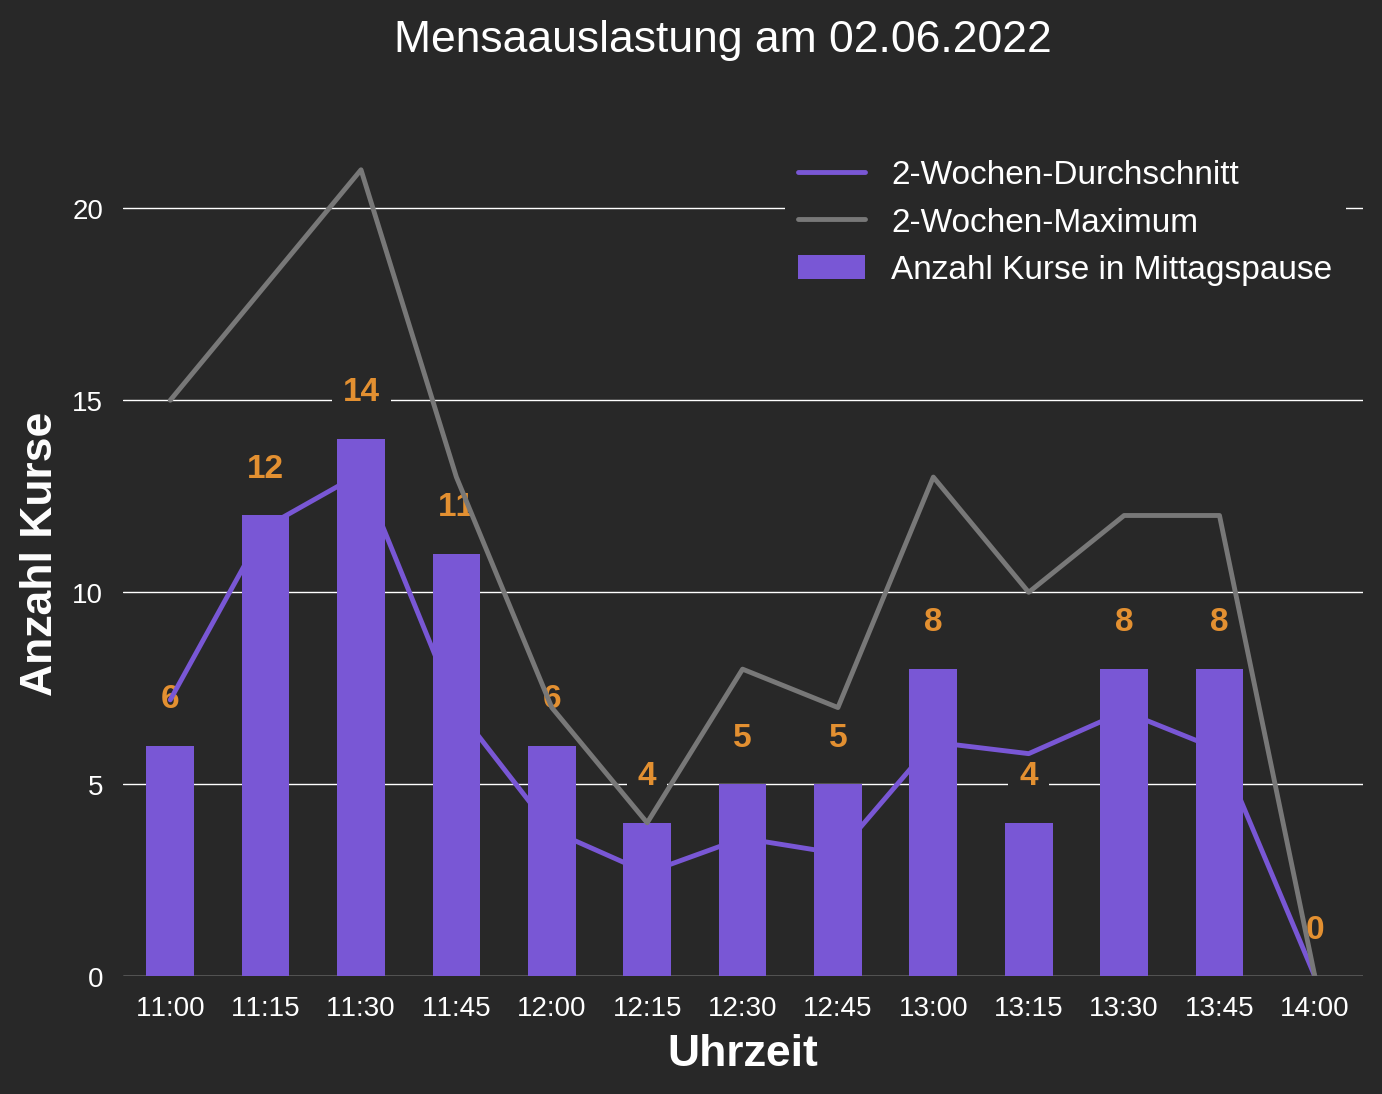 Mensaauslastung am 02.06.2022
2-Wochen-Durchschnitt
2-Wochen-Maximum
Anzahl Kurse in Mittagspause
Anzahl Kurse
20
15
10
5
0
6
12
14
11
6
4
5
5
8
4
8
8
0
11:00 11:15 11:30 11:45 12:00 12:15 12:30 12:45 13:00 13:15 13:30 13:45 14:00
Uhrzeit